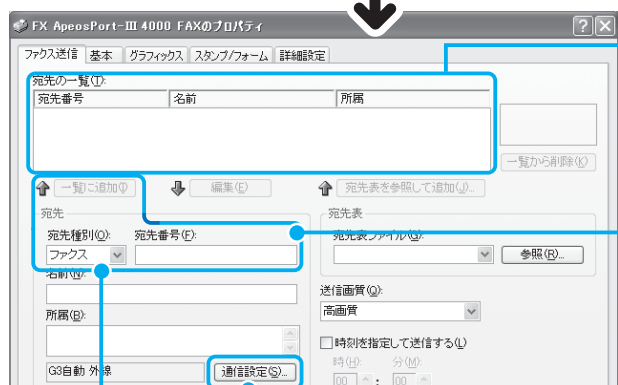 FX ApeosPort-III 4000 FAXのプロパティ
ファクス送信 基本 グラフィックス スタンプ/フォーム 詳細設定
宛先の一覧(T):
宛先番号 名前 所属
一覧から削除(K)
一覧に追加(I) 編集(E) 宛先表を参照して追加(J)...
宛先 宛先表
宛先種別(O): 宛先番号(F): 宛先表ファイル(G):
ファクス 参照(R)...
名前(N):
送信画質(Q):
高画質
所属(B):
時刻を指定して送信する(L)
時(H): 分(M):
G3自動 外線 通信設定(S)... 00 : 00